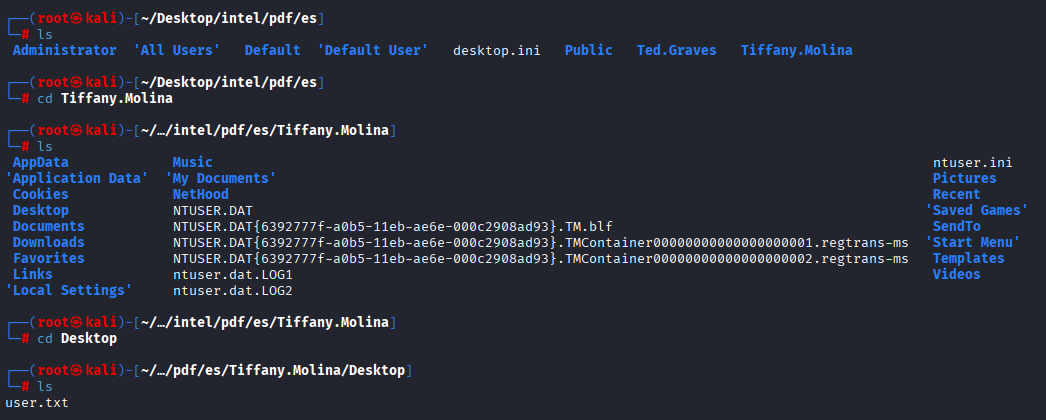 ┌──(root㉿kali)-[~/Desktop/intel/pdf/es]
└─# ls
 Administrator  'All Users'   Default  'Default User'   desktop.ini   Public   Ted.Graves   Tiffany.Molina
┌──(root㉿kali)-[~/Desktop/intel/pdf/es]
└─# cd Tiffany.Molina
┌──(root㉿kali)-[~/…/intel/pdf/es/Tiffany.Molina]
└─# ls
 AppData             Music                                                                                          ntuser.ini
'Application Data'  'My Documents'                                                                                  Pictures
 Cookies             NetHood                                                                                        Recent
 Desktop             NTUSER.DAT                                                                                    'Saved Games'
 Documents           NTUSER.DAT{6392777f-a0b5-11eb-ae6e-000c2908ad93}.TM.blf                                        SendTo
 Downloads           NTUSER.DAT{6392777f-a0b5-11eb-ae6e-000c2908ad93}.TMContainer00000000000000000001.regtrans-ms  'Start Menu'
 Favorites           NTUSER.DAT{6392777f-a0b5-11eb-ae6e-000c2908ad93}.TMContainer00000000000000000002.regtrans-ms   Templates
 Links               ntuser.dat.LOG1                                                                                Videos
'Local Settings'     ntuser.dat.LOG2
┌──(root㉿kali)-[~/…/intel/pdf/es/Tiffany.Molina]
└─# cd Desktop
┌──(root㉿kali)-[~/…/pdf/es/Tiffany.Molina/Desktop]
└─# ls
user.txt